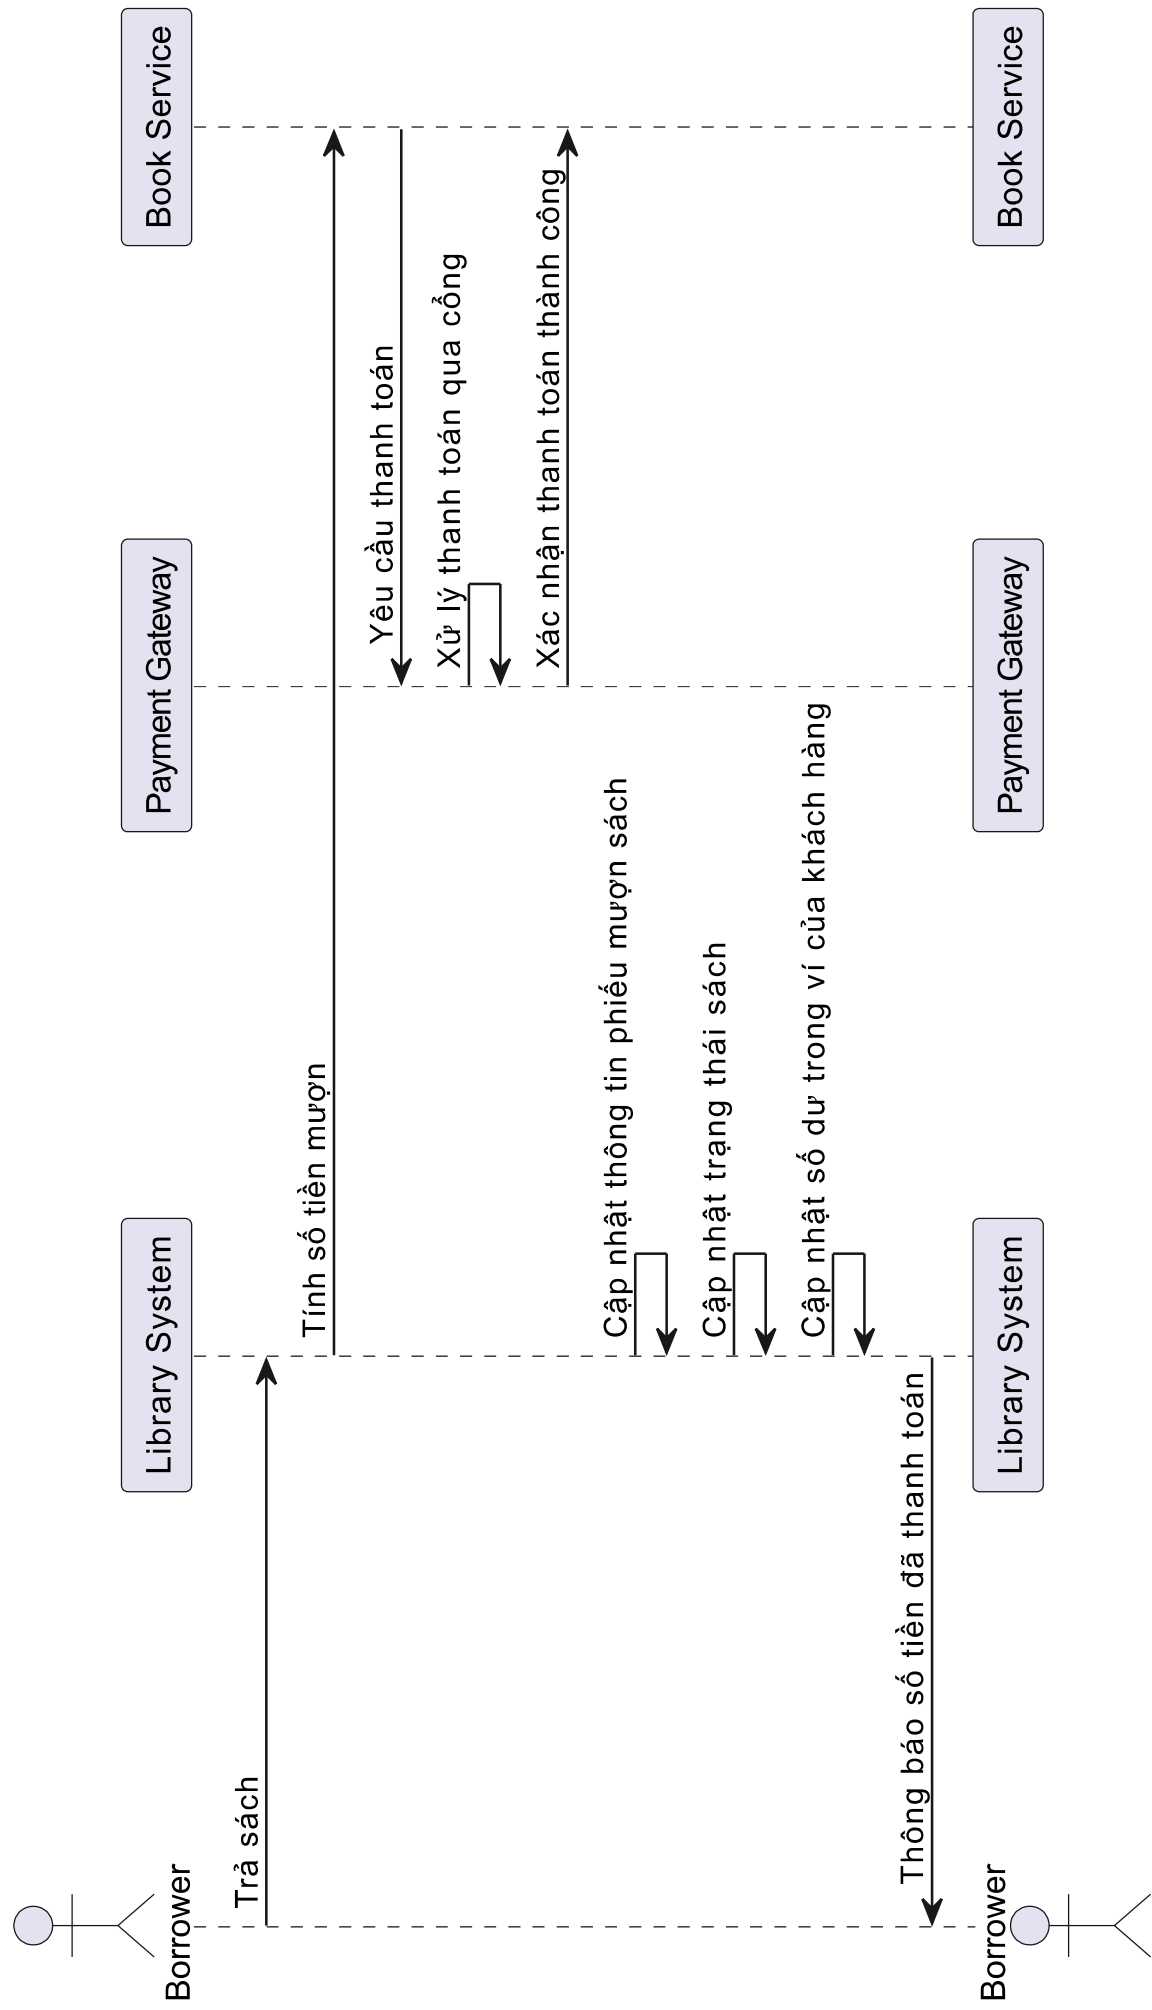 Borrower
Library System
Payment Gateway
Book Service
Trả sách
Tính số tiền mượn
Yêu cầu thanh toán
Xử lý thanh toán qua cổng
Xác nhận thanh toán thành công
Cập nhật thông tin phiếu mượn sách
Cập nhật trạng thái sách
Cập nhật số dư trong ví của khách hàng
Thông báo số tiền đã thanh toán
Borrower
Library System
Payment Gateway
Book Service